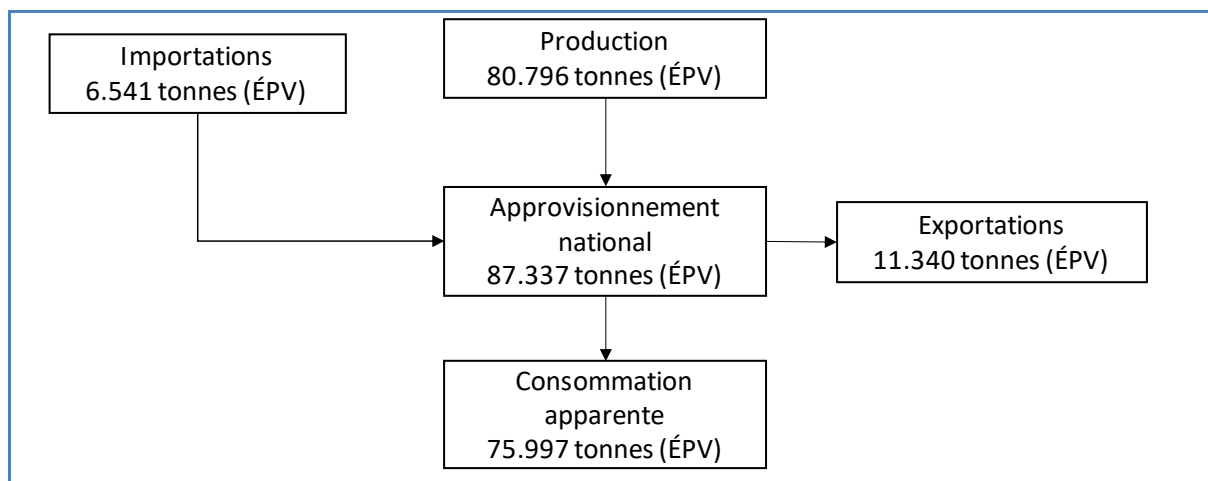 Importations
6.541 tonnes (ÉPV)
Production
80.796 tonnes (ÉPV)
Approvisionnement
national
87.337 tonnes (ÉPV)
Exportations
11.340 tonnes (ÉPV)
Consommation
apparente
75.997 tonnes (ÉPV)